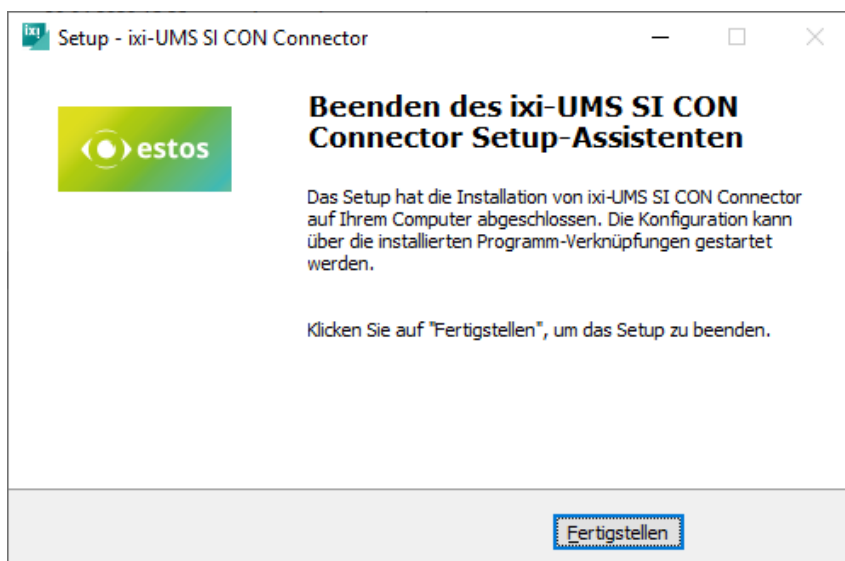 ixi
Setup - ixi-UMS SI CON Connector
estos
Beenden des ixi-UMS SI CON
Connector Setup-Assistenten
Das Setup hat die Installation von ixi-UMS SI CON Connector
auf Ihrem Computer abgeschlossen. Die Konfiguration kann
über die installierten Programm-Verknüpfungen gestartet
werden.
Klicken Sie auf "Fertigstellen", um das Setup zu beenden.
Fertigstellen